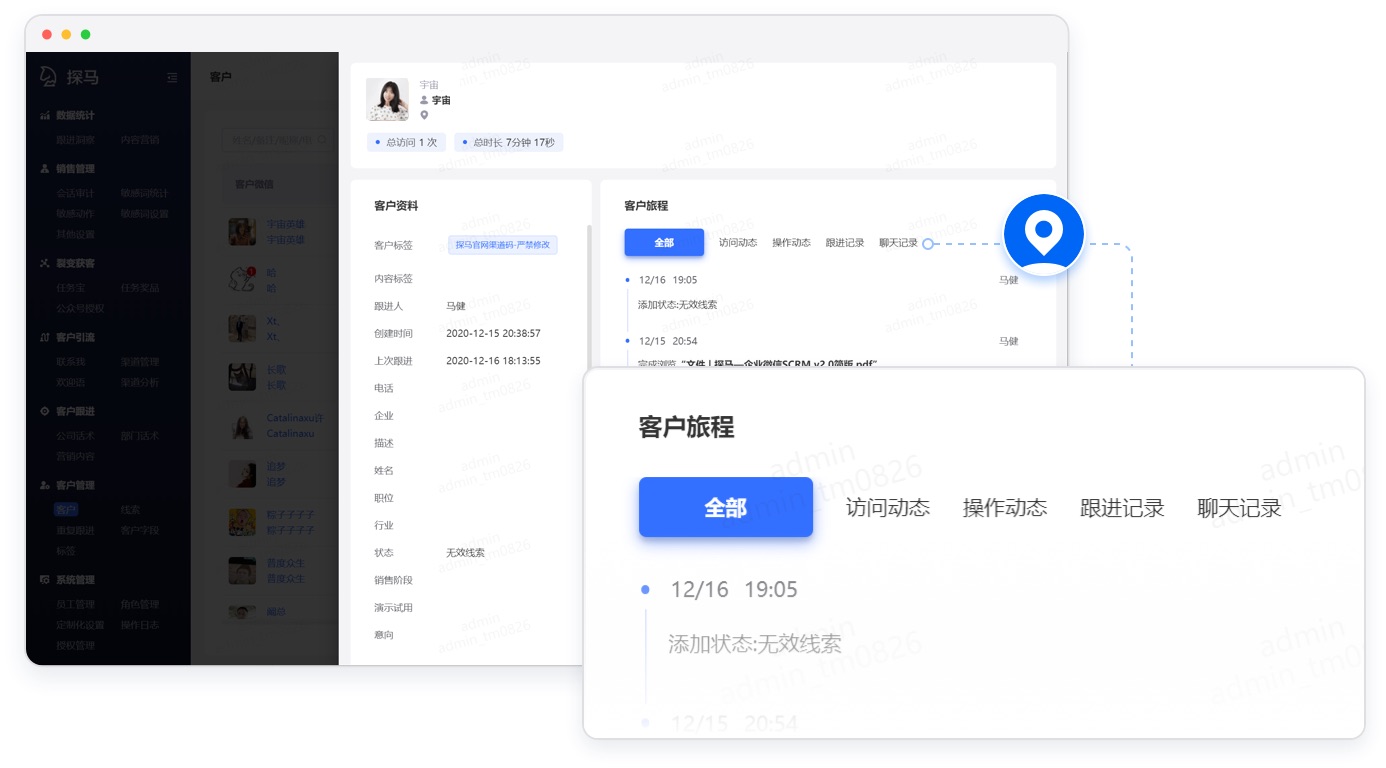 探马
数据统计
跟进洞察 内容营销
销售管理
会话审计 敏感词统计
敏感动作 敏感词设置
其他设置
裂变获客
任务宝 任务奖品
公众号授权
客户引流
联系我 渠道管理
欢迎语 渠道分析
客户跟进
公司话术 部门话术
营销内容
客户管理
客户 线索
重复跟进 客户字段
标签
系统管理
员工管理 角色管理
定制化设置 操作日志
授权管理
客户
客户微信
宇宙英雄
宇宙英雄
哈
哈
Xt、
Xt、
长歌
长歌
Catalinaxu许
Catalinaxu
追梦
追梦
粽子子子子
粽子子子子
普度众生
普度众生
宇宙
宇宙
总访问 1 次 总时长 7分钟 17秒
客户资料
客户标签 探马官网渠道码-严禁修改
内容标签
跟进人 马健
创建时间 2020-12-15 20:38:57
上次跟进 2020-12-16 18:13:55
电话
企业
描述
姓名
职位
行业
状态 无效线索
销售阶段
演示试用
意向
客户旅程
全部 访问动态 操作动态 跟进记录 聊天记录
12/16 19:05 马健
添加状态:无效线索
12/15 20:54 马健
完成浏览 “文件 | 探马—企业微信SCRM v2.0简版.pdf”
客户旅程
全部 访问动态 操作动态 跟进记录 聊天记录
12/16 19:05
添加状态:无效线索
12/15 20:54
admin
admin_tm0826